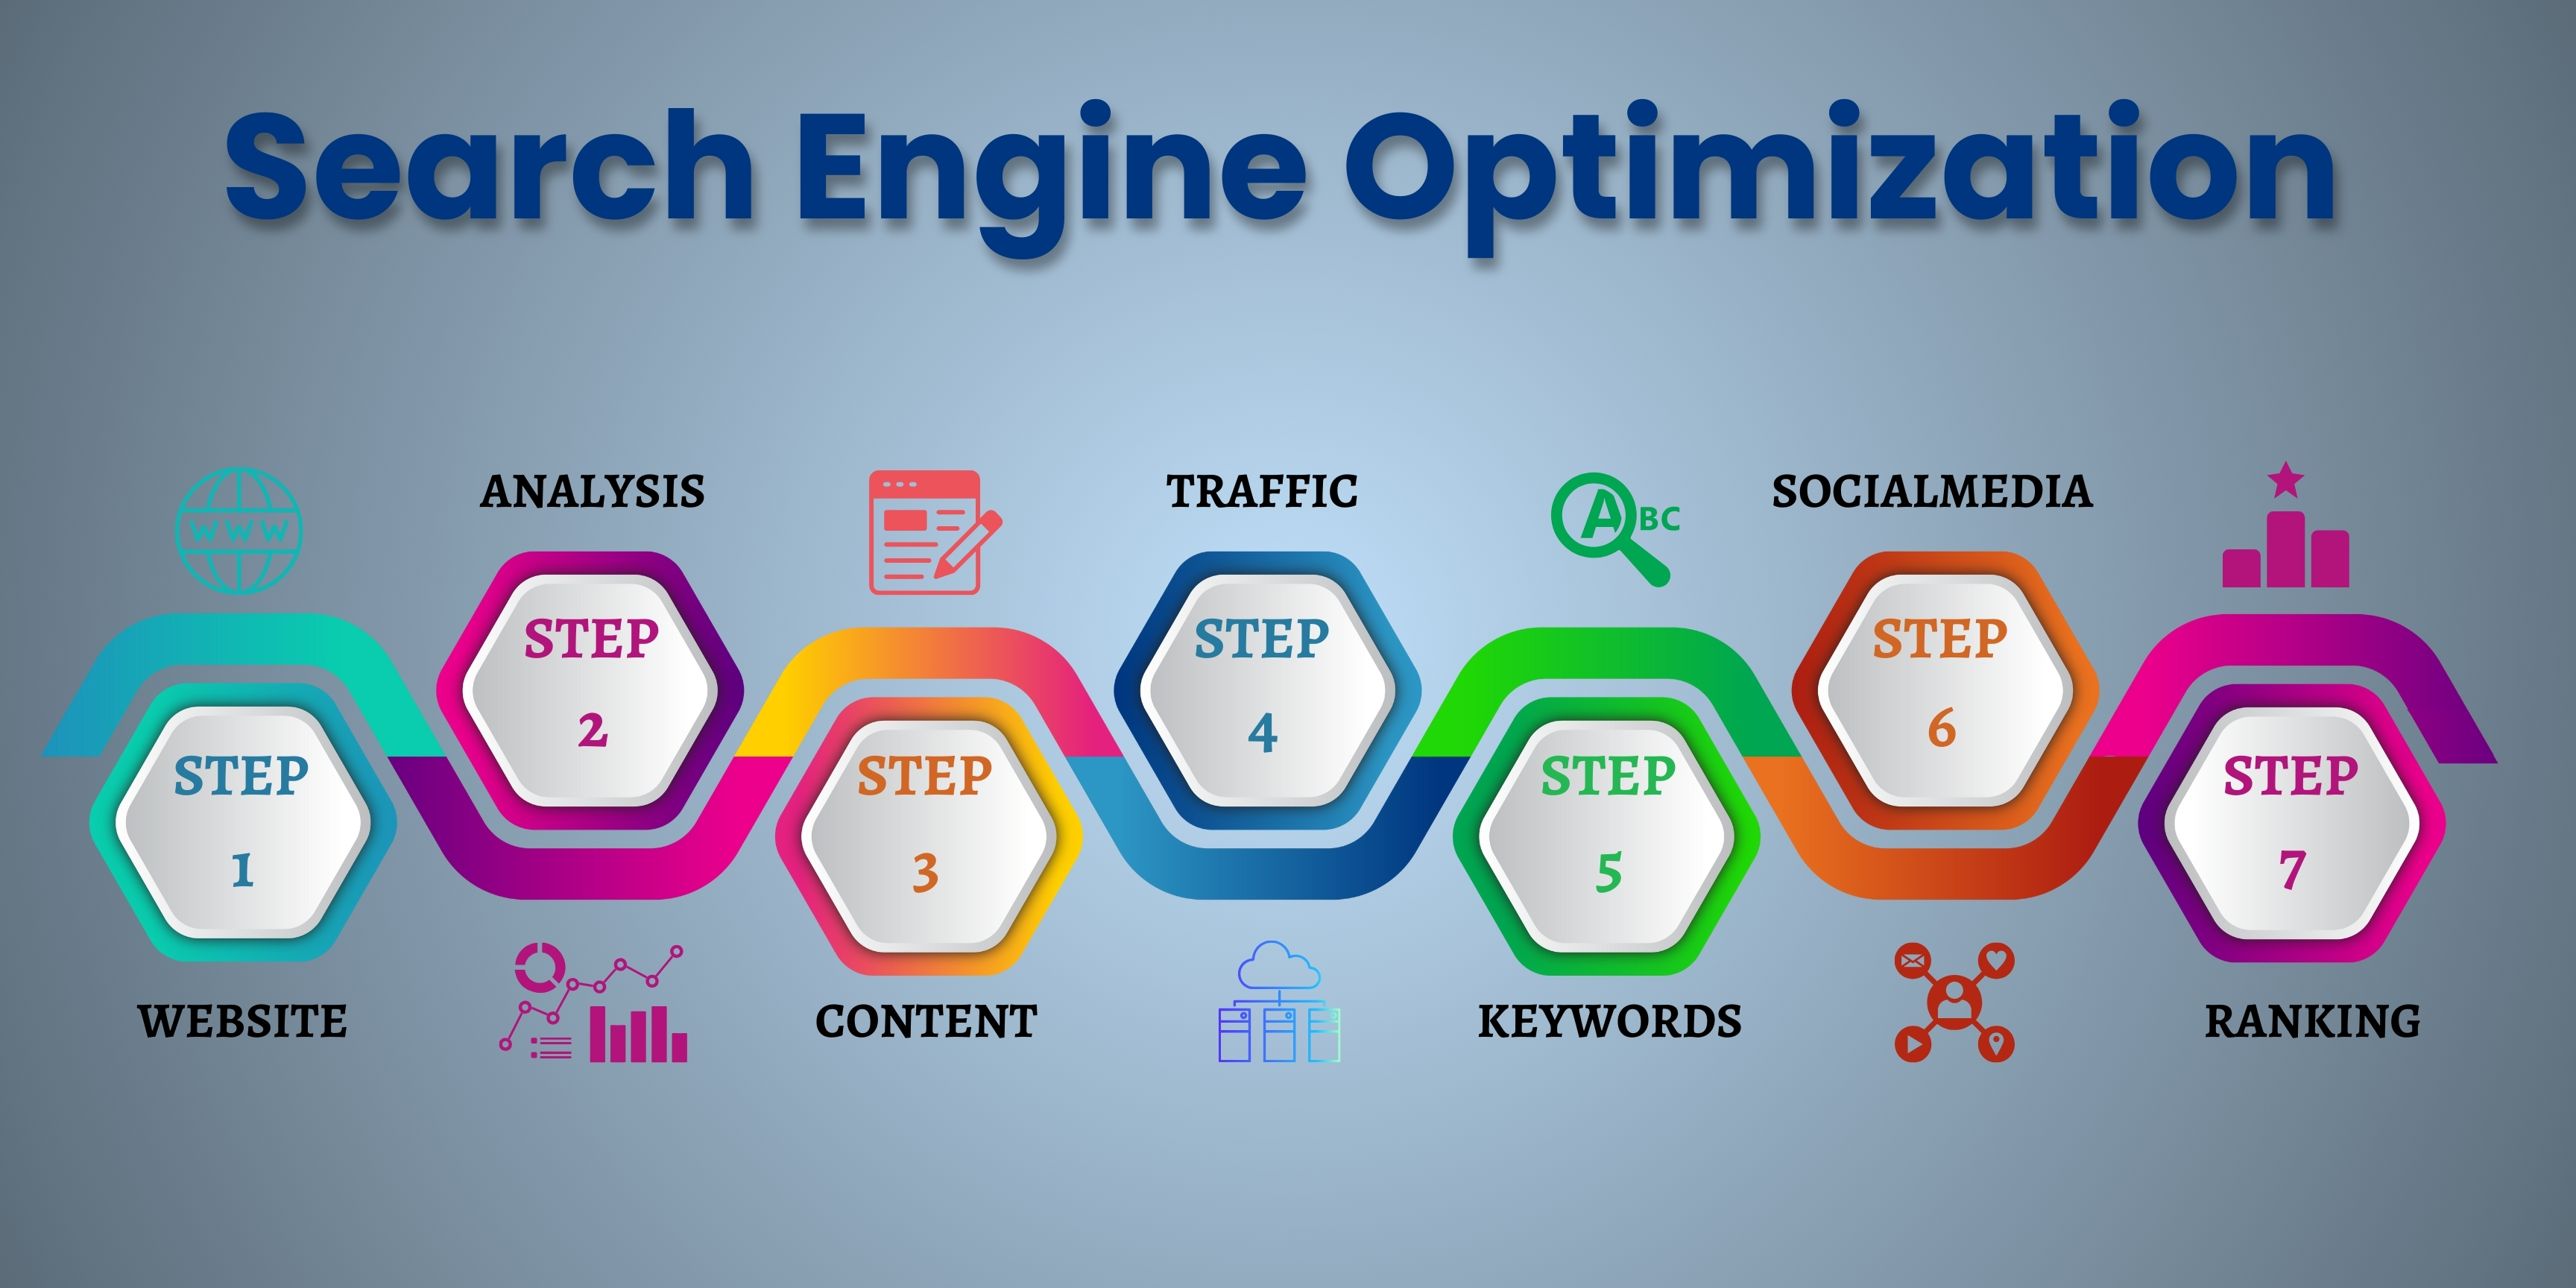 Search Engine Optimization
WWW
STEP
1
WEBSITE
ANALYSIS
STEP
2
STEP
3
CONTENT
TRAFFIC
STEP
4
ABC
STEP
5
KEYWORDS
SOCIALMEDIA
STEP
6
STEP
7
RANKING